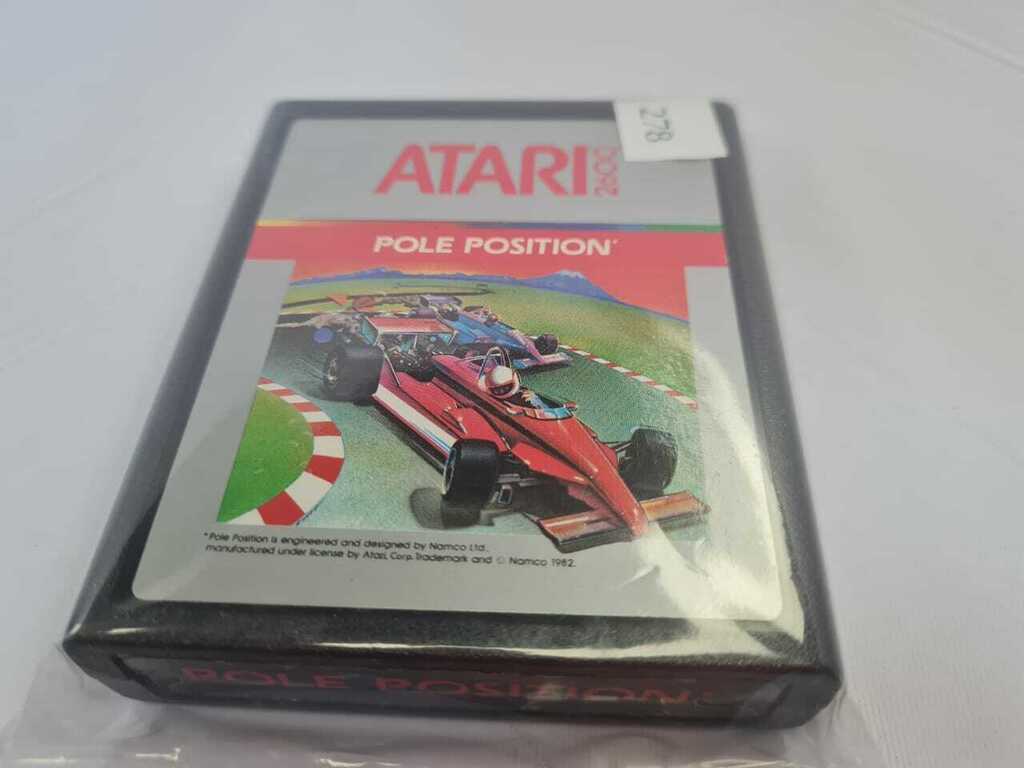 278
ATARI 2600
POLE POSITION*
*Pole Position is engineered and designed by Namco Ltd.,
manufactured under license by Atari, Corp. Trademark and © Namco 1982.
POLE POSITION